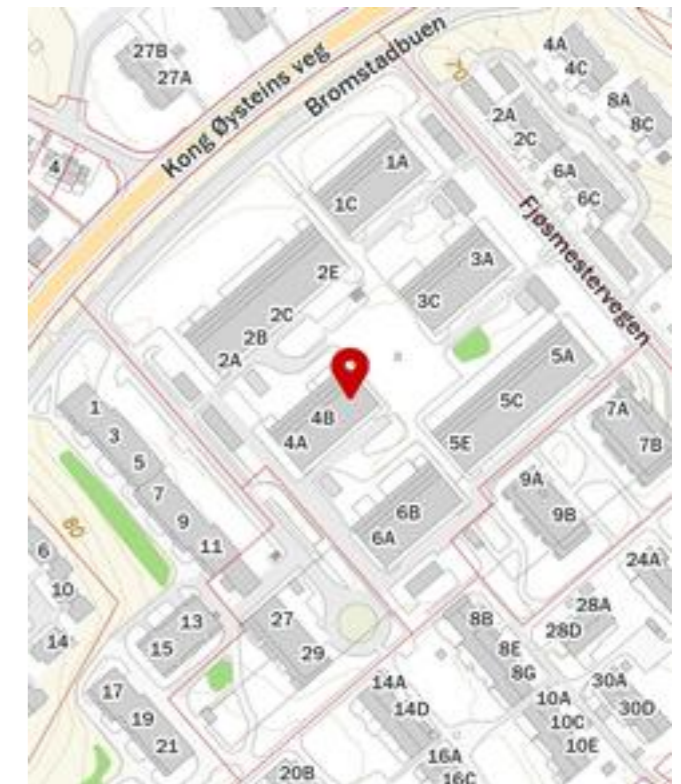 27B
27A
Kong Øysteins veg
Bromstadbuen
4A
4C
70
8A
8C
2A
2C
6A
6C
Fjøsmestervegen
4
1A
1C
3A
3C
2E
2C
2B
2A
4B
4A
5A
5C
5E
7A
7B
1
3
5
7
9
11
6B
6A
9A
9B
80
6
10
14
24A
13
15
27
29
8B
8E
8G
28A
28D
17
19
21
14A
14D
10A
10C
10E
30A
30D
16A
16C
20B